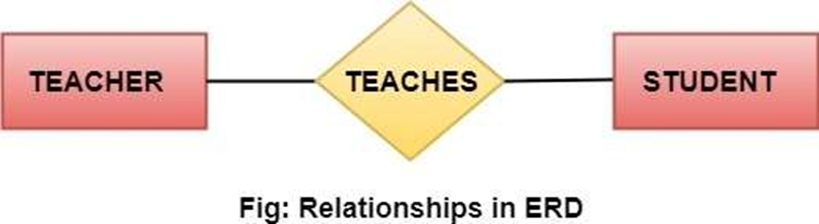 TEACHER
TEACHES
STUDENT
Fig: Relationships in ERD